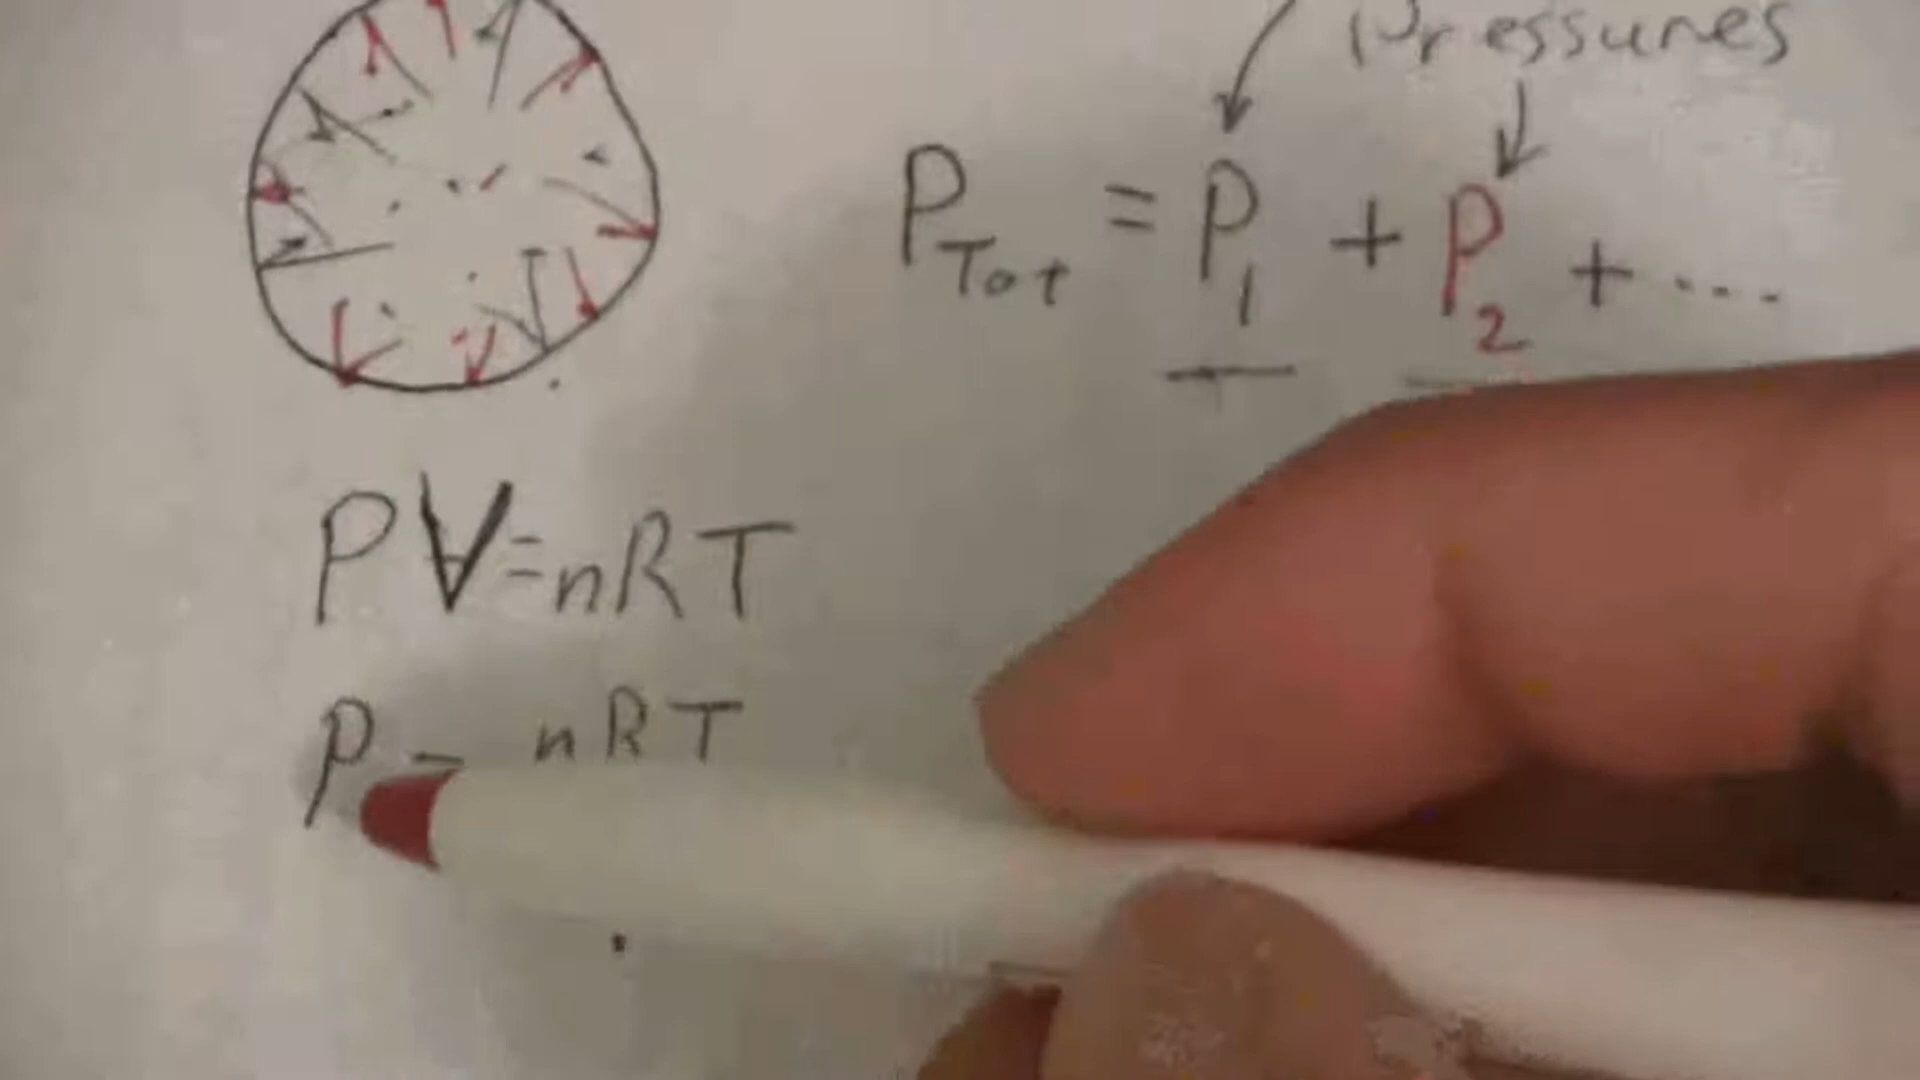 Pressures
P_Tot = P_1 + P_2 + ....
PV=nRT
P = nRT